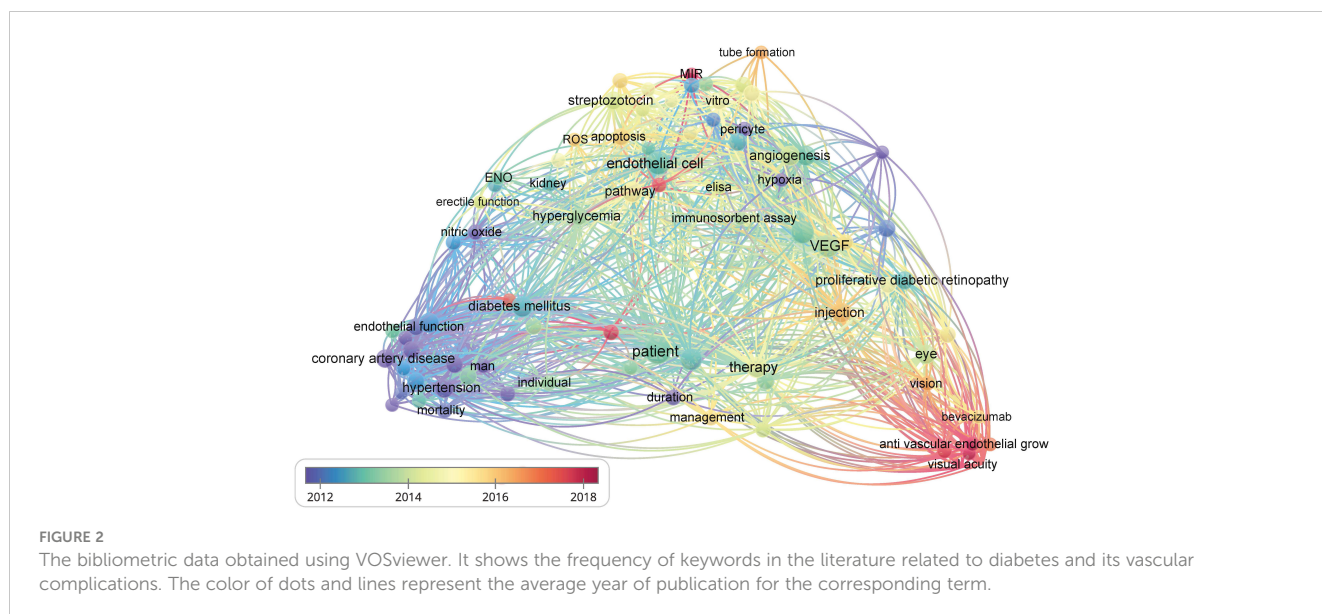 tube formation
MiR
streptozotocin
vitro
pericyte
ROS
apoptosis
angiogenesis
endothelial cell
ENO
kidney
pathway
elisa
hypoxia
erectile function
hyperglycemia
immunosorbent assay
nitric oxide
VEGF
proliferative diabetic retinopathy
diabetes mellitus
injection
endothelial function
coronary artery disease
man
patient
eye
therapy
hypertension
individual
vision
duration
mortality
management
bevacizumab
anti vascular endothelial grow
visual acuity
2012
2014
2016
2018
FIGURE 2
The bibliometric data obtained using VOSviewer. It shows the frequency of keywords in the literature related to diabetes and its vascular
complications. The color of dots and lines represent the average year of publication for the corresponding term.